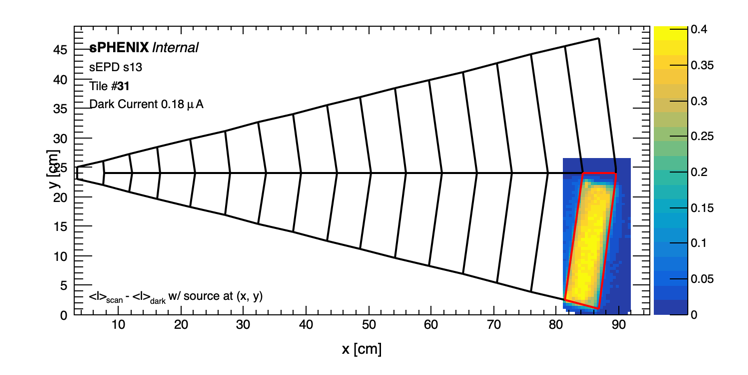 sPHENIX Internal
sEPD s13
Tile #31
Dark Current 0.18 μA
<I>scan - <I>dark w/ source at (x, y)
y [cm]
45
40
35
30
25
20
15
10
5
0
10 20 30 40 50 60 70 80 90
x [cm]
0.4
0.35
0.3
0.25
0.2
0.15
0.1
0.05
0